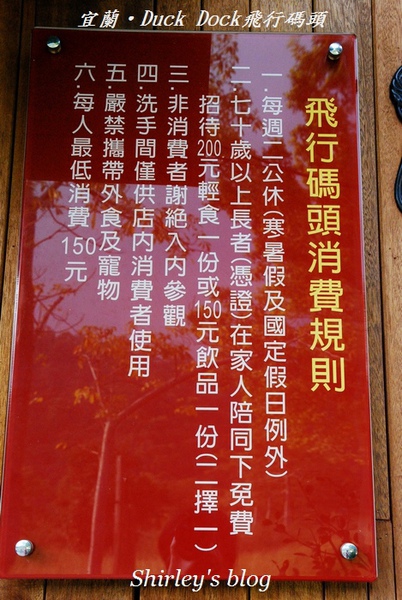 宜蘭・Duck Dock飛行碼頭
飛行碼頭消費規則
一．每週二公休（寒暑假及國定假日例外）
二．七十歲以上長者（憑證）在家人陪同下免費
招待200元輕食一份或150元飲品一份（二擇一）
三．非消費者謝絕入內參觀
四．洗手間僅供店內消費者使用
五．嚴禁攜帶外食及寵物
六．每人最低消費150元
Shirley's blog